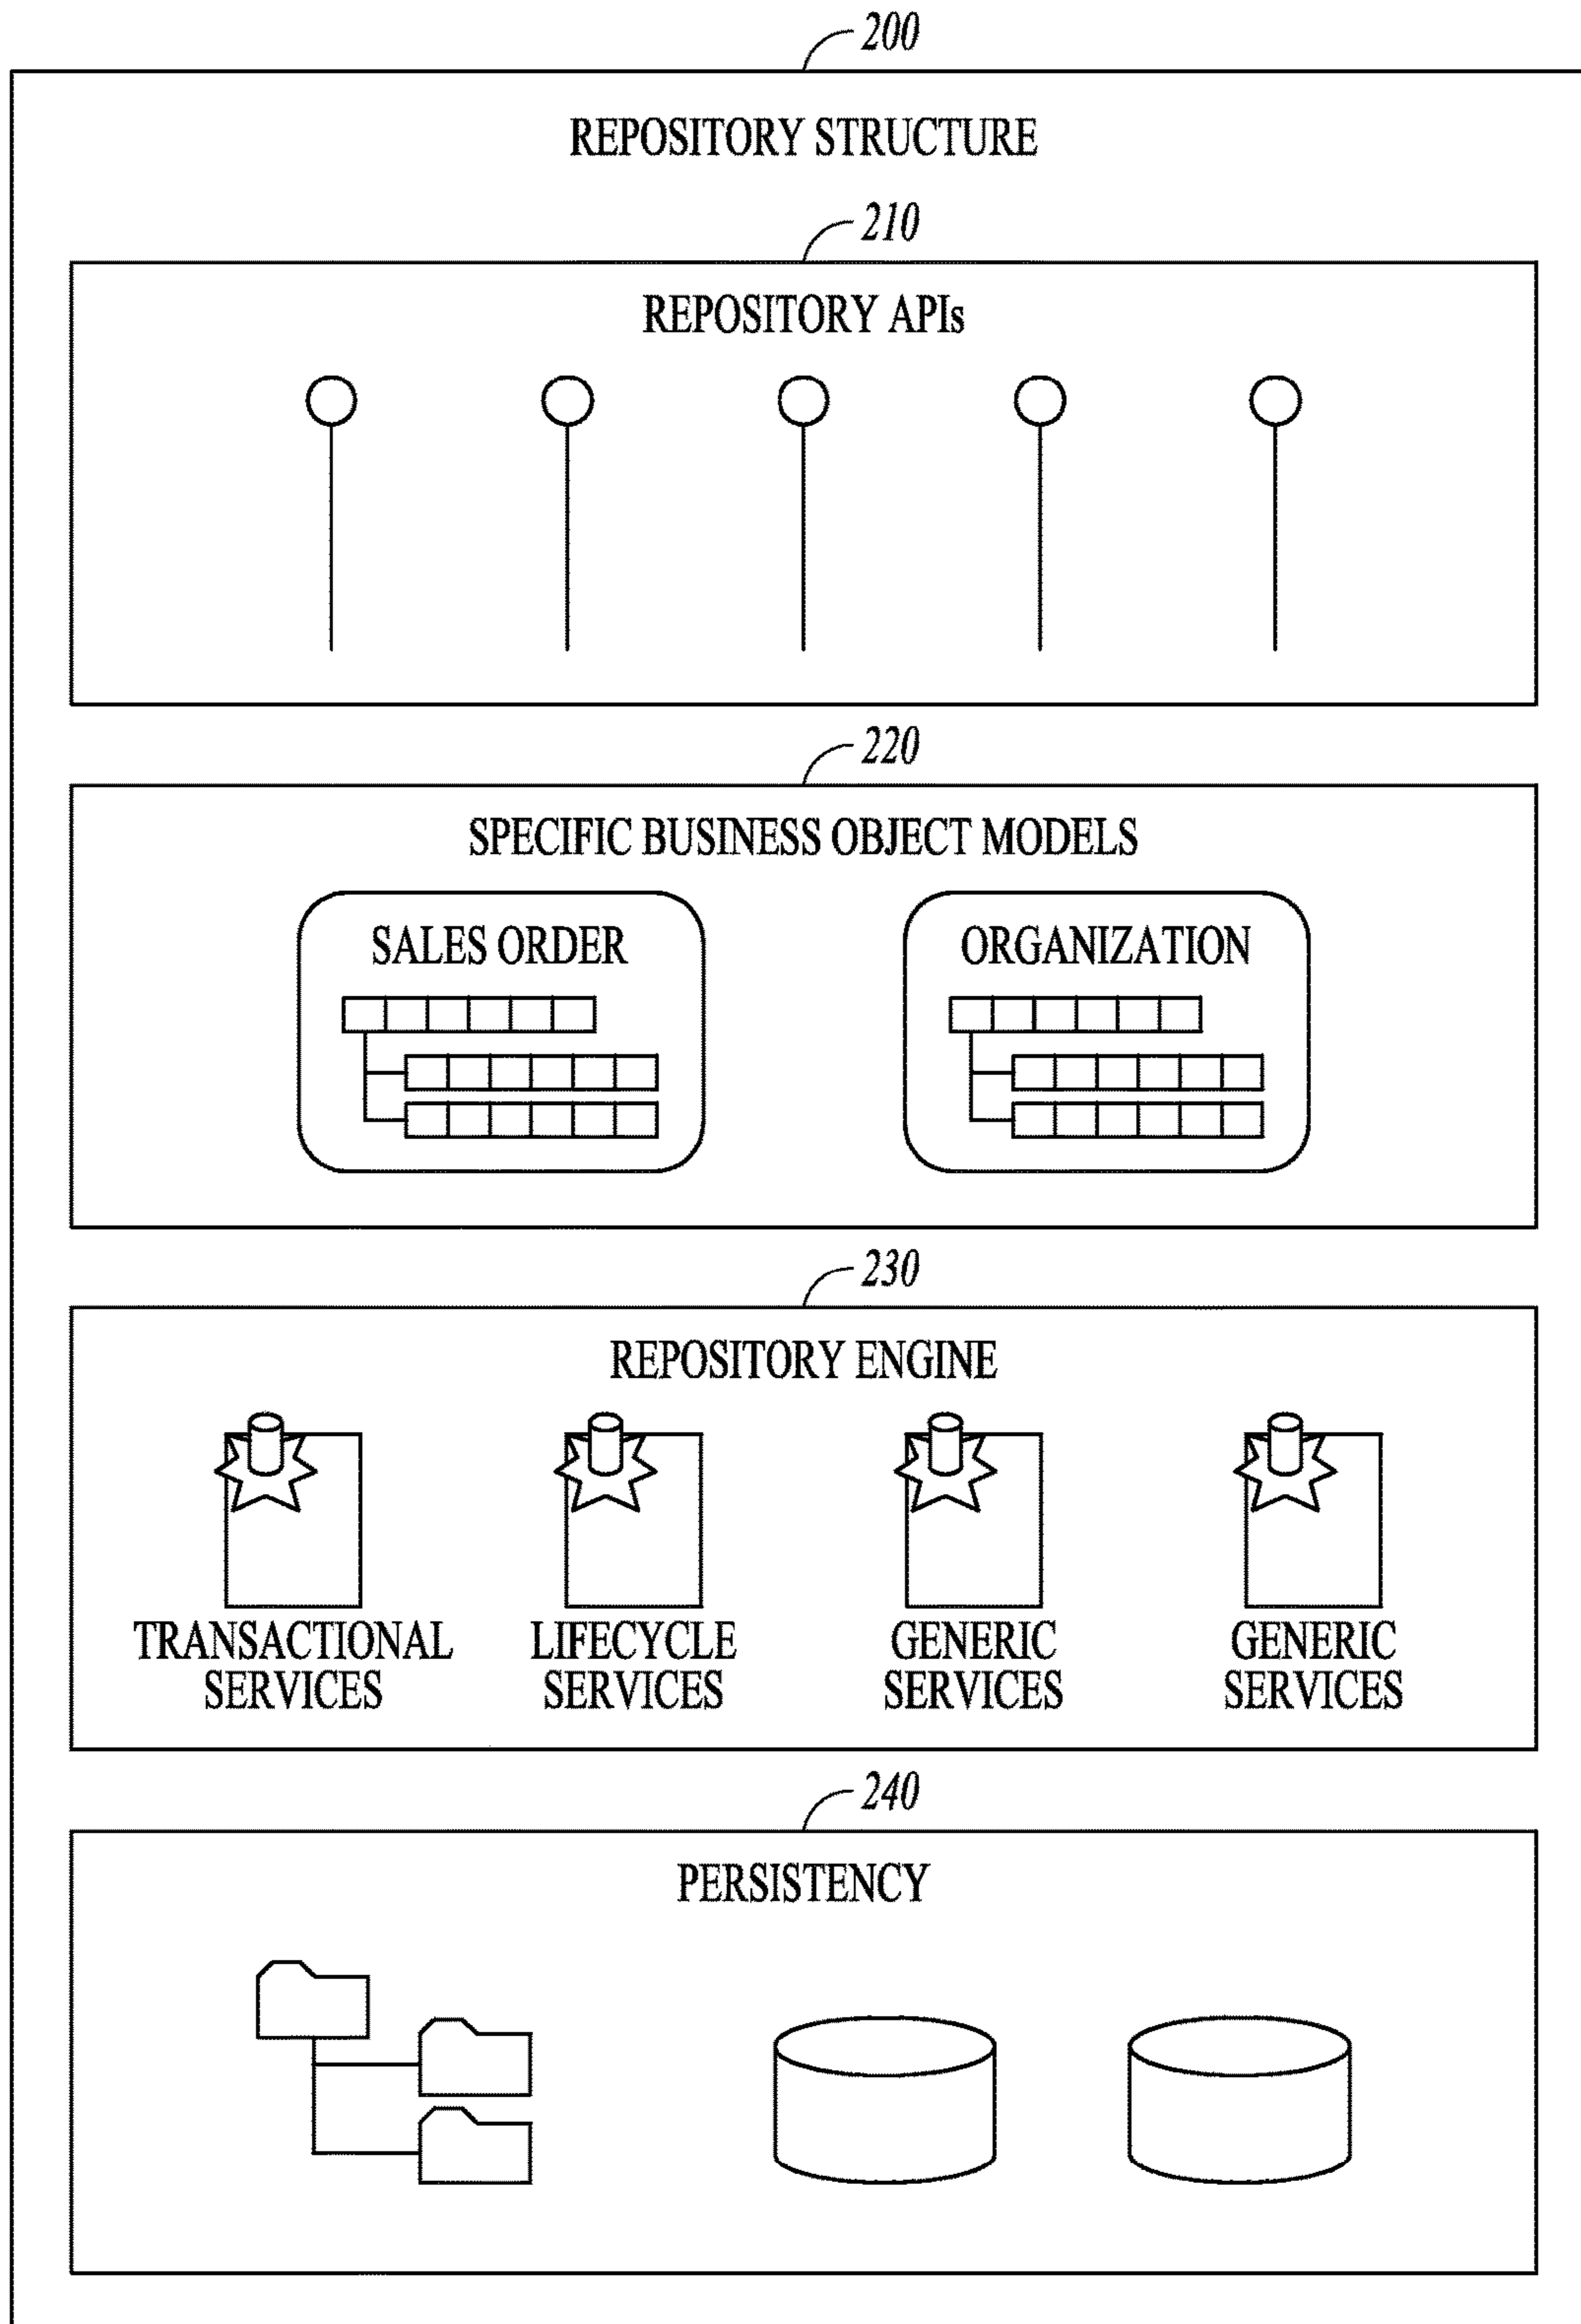 200
REPOSITORY STRUCTURE
210
REPOSITORY APIs
220
SPECIFIC BUSINESS OBJECT MODELS
SALES ORDER
ORGANIZATION
230
REPOSITORY ENGINE
TRANSACTIONAL
SERVICES
LIFECYCLE
SERVICES
GENERIC
SERVICES
GENERIC
SERVICES
240
PERSISTENCY